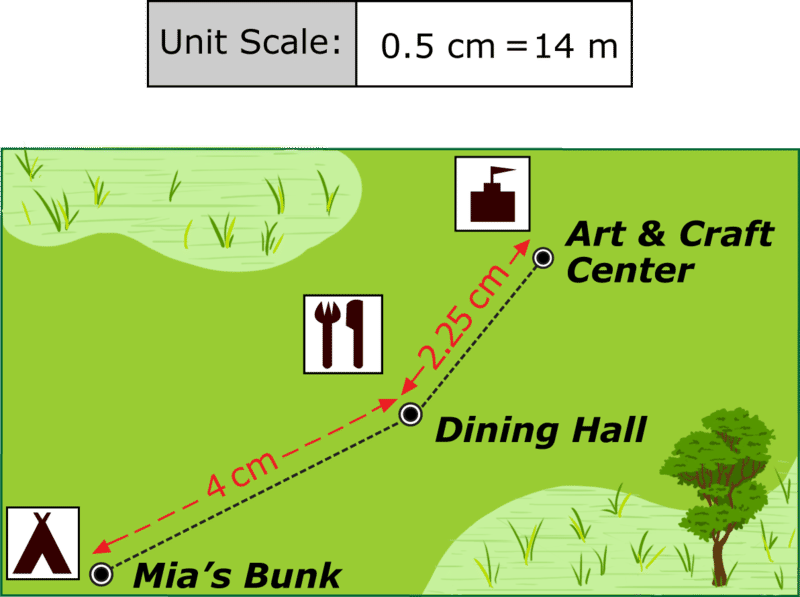 Unit Scale: 0.5 cm = 14 m
Art & Craft
Center
2.25 cm
Dining Hall
4 cm
Mia's Bunk